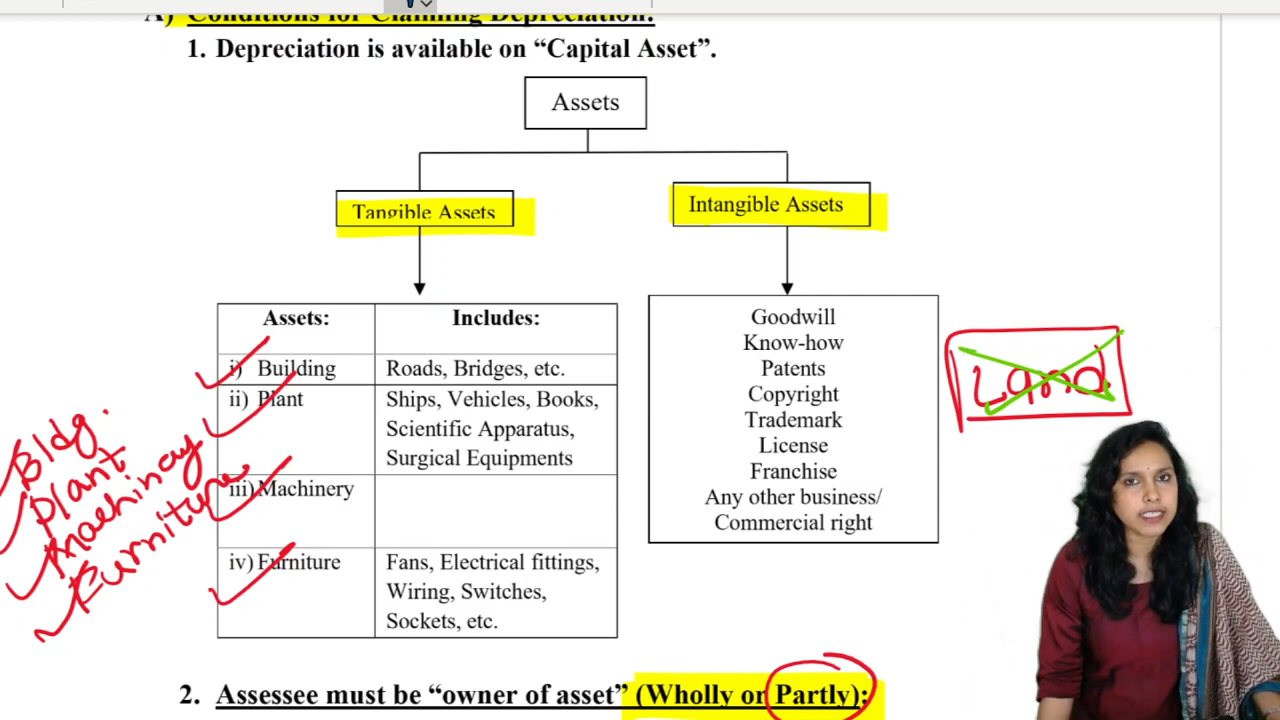 A) Conditions for Claiming Depreciation:
1. Depreciation is available on “Capital Asset”.
Assets
Tangible Assets
Intangible Assets
Assets: Includes:
i) Building Roads, Bridges, etc.
ii) Plant Ships, Vehicles, Books,
Scientific Apparatus,
Surgical Equipments
iii) Machinery
iv) Furniture Fans, Electrical fittings,
Wiring, Switches,
Sockets, etc.
Goodwill
Know-how
Patents
Copyright
Trademark
License
Franchise
Any other business/
Commercial right
Land
Bldg.
Plant
Machinay
Furniture
2. Assessee must be “owner of asset” (Wholly or Partly):